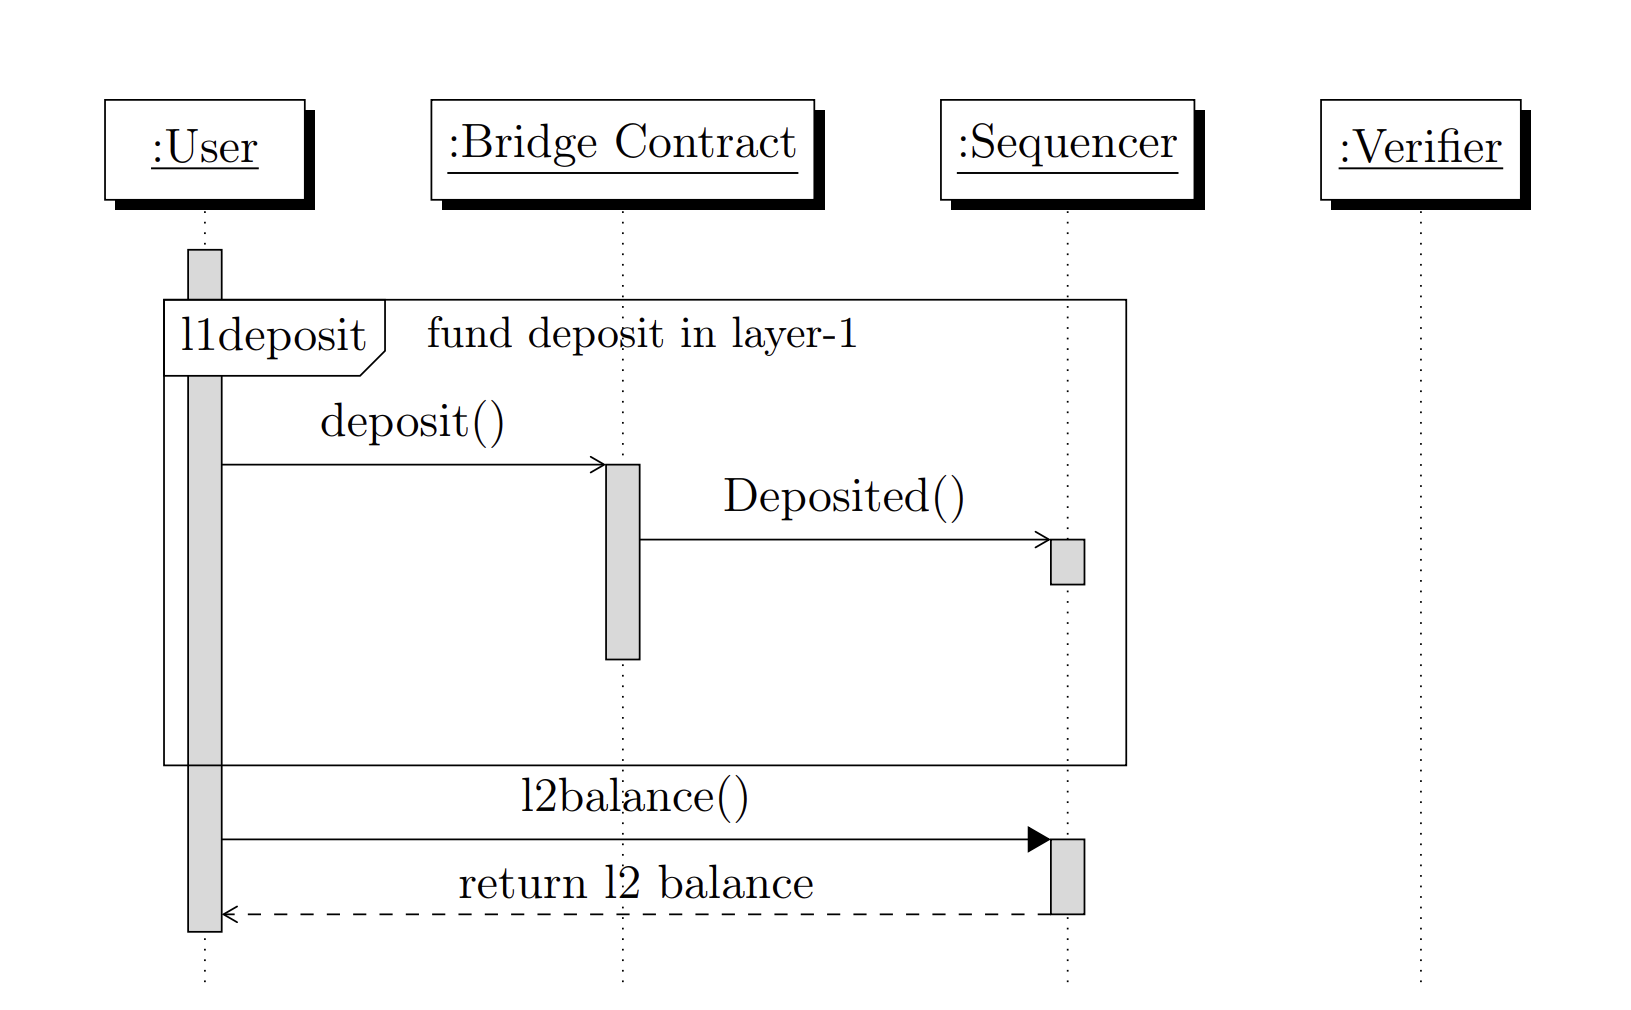 :User
:Bridge Contract
:Sequencer
:Verifier
l1deposit
fund deposit in layer-1
deposit()
Deposited()
l2balance()
return l2 balance